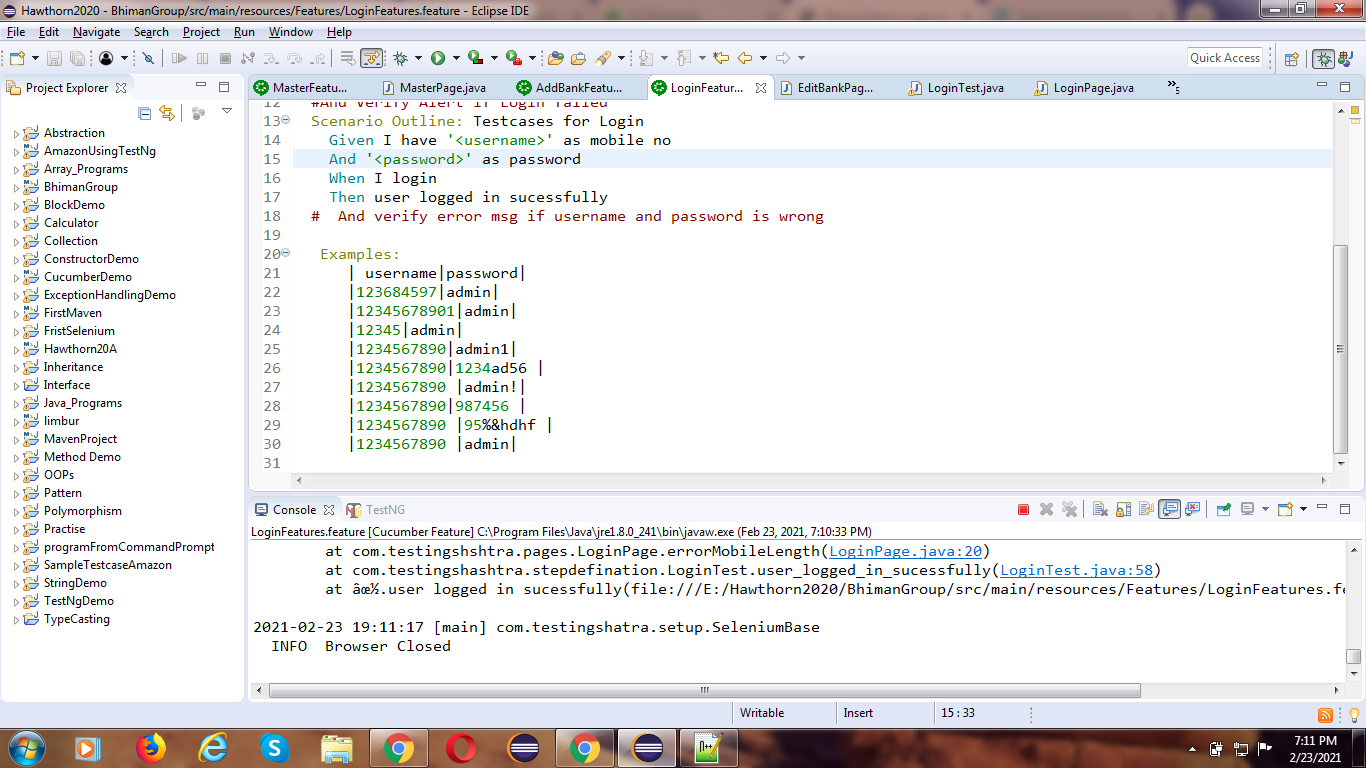 Hawthorn2020 - BhimanGroup/src/main/resources/Features/LoginFeatures.feature - Eclipse IDE
File Edit Navigate Search Project Run Window Help
Quick Access
Project Explorer
MasterFeatu... MasterPage.java AddBankFeatu... LoginFeatur... EditBankPag... LoginTest.java LoginPage.java »5
Abstraction
AmazonUsingTestNg
Array_Programs
BhimanGroup
BlockDemo
Calculator
Collection
ConstructorDemo
CucumberDemo
ExceptionHandlingDemo
FirstMaven
FristSelenium
Hawthorn20A
Inheritance
Interface
Java_Programs
limbur
MavenProject
Method Demo
OOPs
Pattern
Polymorphism
Practise
programFromCommandPrompt
SampleTestcaseAmazon
StringDemo
TestNgDemo
TypeCasting
12 #And verify Alert if Login failed
13 Scenario Outline: Testcases for Login
14 Given I have '<username>' as mobile no
15 And '<password>' as password
16 When I login
17 Then user logged in sucessfully
18 # And verify error msg if username and password is wrong
19
20 Examples:
21 | username|password|
22 |123684597|admin|
23 |12345678901|admin|
24 |12345|admin|
25 |1234567890|admin1|
26 |1234567890|1234ad56 |
27 |1234567890 |admin!|
28 |1234567890|987456 |
29 |1234567890 |95%&hdhf |
30 |1234567890 |admin|
31
Console TestNG
LoginFeatures.feature [Cucumber Feature] C:\Program Files\Java\jre1.8.0_241\bin\javaw.exe (Feb 23, 2021, 7:10:33 PM)
at com.testingshshtra.pages.LoginPage.errorMobileLength(LoginPage.java:20)
at com.testingshashtra.stepdefination.LoginTest.user_logged_in_sucessfully(LoginTest.java:58)
at âœ½.user logged in sucessfully(file:///E:/Hawthorn2020/BhimanGroup/src/main/resources/Features/LoginFeatures.fe
2021-02-23 19:11:17 [main] com.testingshatra.setup.SeleniumBase
INFO Browser Closed
Writable Insert 15 : 33
7:11 PM
2/23/2021